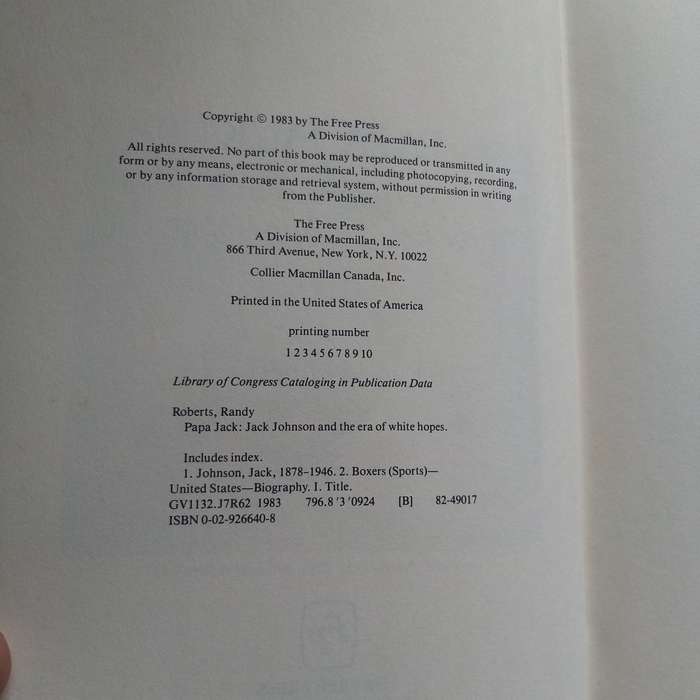 Copyright © 1983 by The Free Press
A Division of Macmillan, Inc.
All rights reserved. No part of this book may be reproduced or transmitted in any
form or by any means, electronic or mechanical, including photocopying, recording,
or by any information storage and retrieval system, without permission in writing
from the Publisher.
The Free Press
A Division of Macmillan, Inc.
866 Third Avenue, New York, N.Y. 10022
Collier Macmillan Canada, Inc.
Printed in the United States of America
printing number
1 2 3 4 5 6 7 8 9 10
Library of Congress Cataloging in Publication Data
Roberts, Randy
Papa Jack: Jack Johnson and the era of white hopes.
Includes index.
1. Johnson, Jack, 1878-1946. 2. Boxers (Sports)—
United States—Biography. I. Title.
GV1132.J7R62 1983 796.8 '3 '0924 [B] 82-49017
ISBN 0-02-926640-8